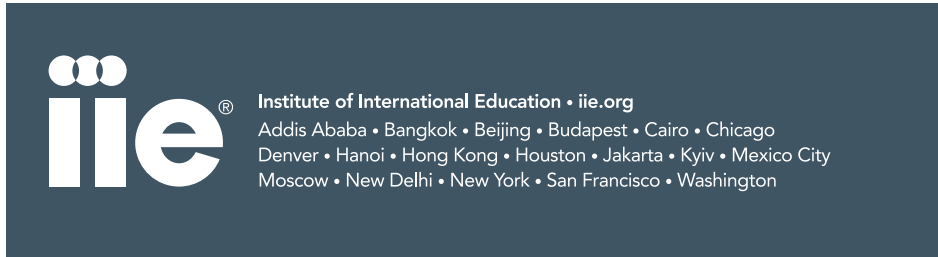 iie®
Institute of International Education • iie.org
Addis Ababa • Bangkok • Beijing • Budapest • Cairo • Chicago
Denver • Hanoi • Hong Kong • Houston • Jakarta • Kyiv • Mexico City
Moscow • New Delhi • New York • San Francisco • Washington